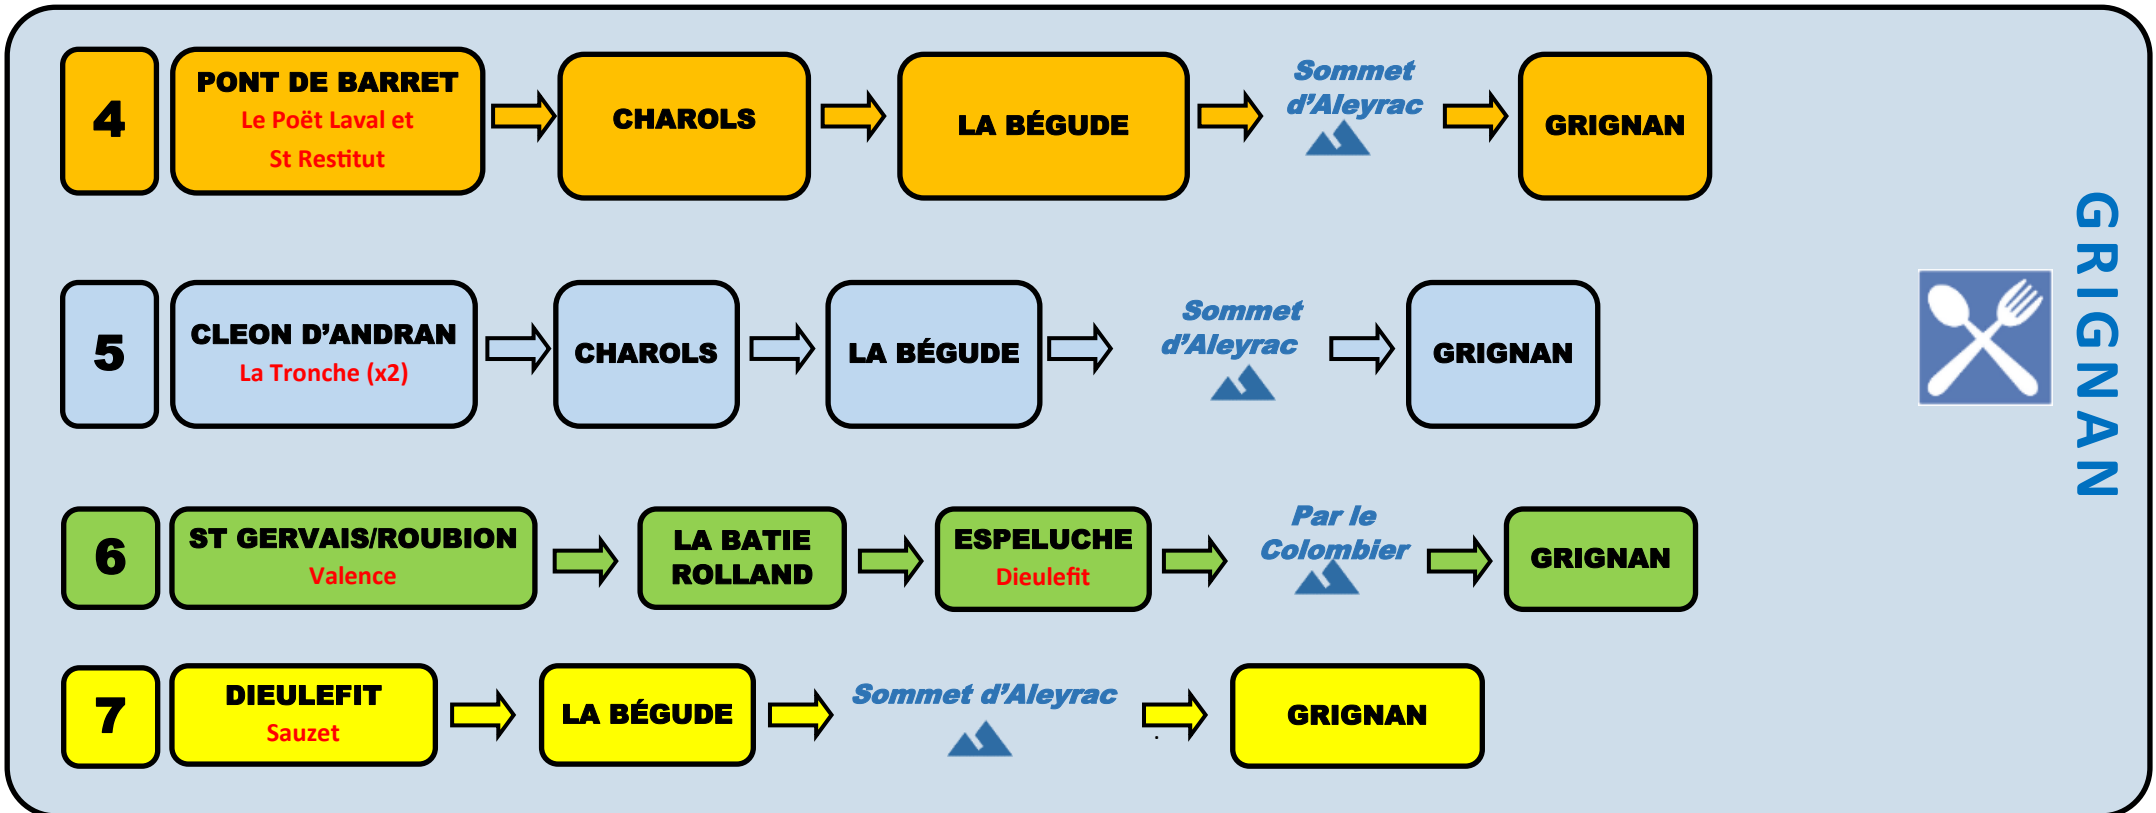 4
PONT DE BARRET
Le Poët Laval et
St Restitut
CHAROLS
LA BÉGUDE
Sommet
d’Aleyrac
GRIGNAN
5
CLEON D’ANDRAN
La Tronche (x2)
CHAROLS
LA BÉGUDE
Sommet
d’Aleyrac
GRIGNAN
6
ST GERVAIS/ROUBION
Valence
LA BATIE
ROLLAND
ESPELUCHE
Dieulefit
Par le
Colombier
GRIGNAN
7
DIEULEFIT
Sauzet
LA BÉGUDE
Sommet d’Aleyrac
.
GRIGNAN
GRIGNAN